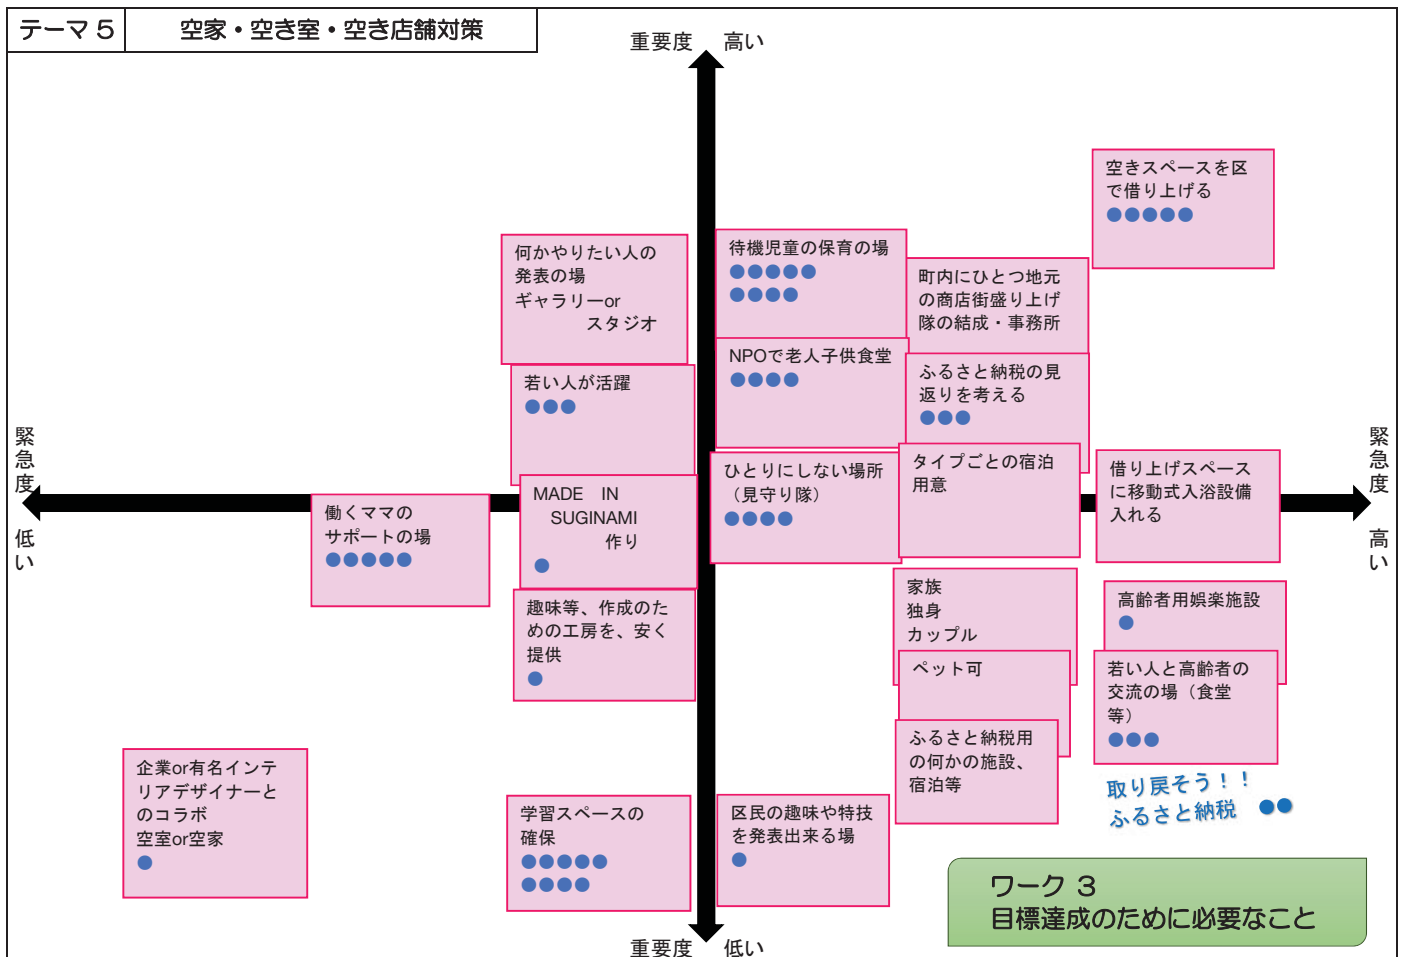 テーマ 5
空家・空き室・空き店舗対策
重要度 高い
空きスペースを区
で借り上げる
何かやりたい人の
発表の場
ギャラリーor
スタジオ
待機児童の保育の場
町内にひとつ地元
の商店街盛り上げ
隊の結成・事務所
NPOで老人子供食堂
ふるさと納税の見
返りを考える
若い人が活躍
緊急度 低い
緊急度 高い
働くママの
サポートの場
MADE IN
SUGINAMI
作り
ひとりにしない場所
（見守り隊）
タイプごとの宿泊
用意
借り上げスペース
に移動式入浴設備
入れる
趣味等、作成のた
めの工房を、安く
提供
家族
独身
カップル
高齢者用娯楽施設
ペット可
若い人と高齢者の
交流の場（食堂
等）
ふるさと納税用
の何かの施設、
宿泊等
取り戻そう！！
ふるさと納税
企業or有名インテ
リアデザイナーと
のコラボ
空室or空家
学習スペースの
確保
区民の趣味や特技
を発表出来る場
ワーク 3
目標達成のために必要なこと
重要度 低い